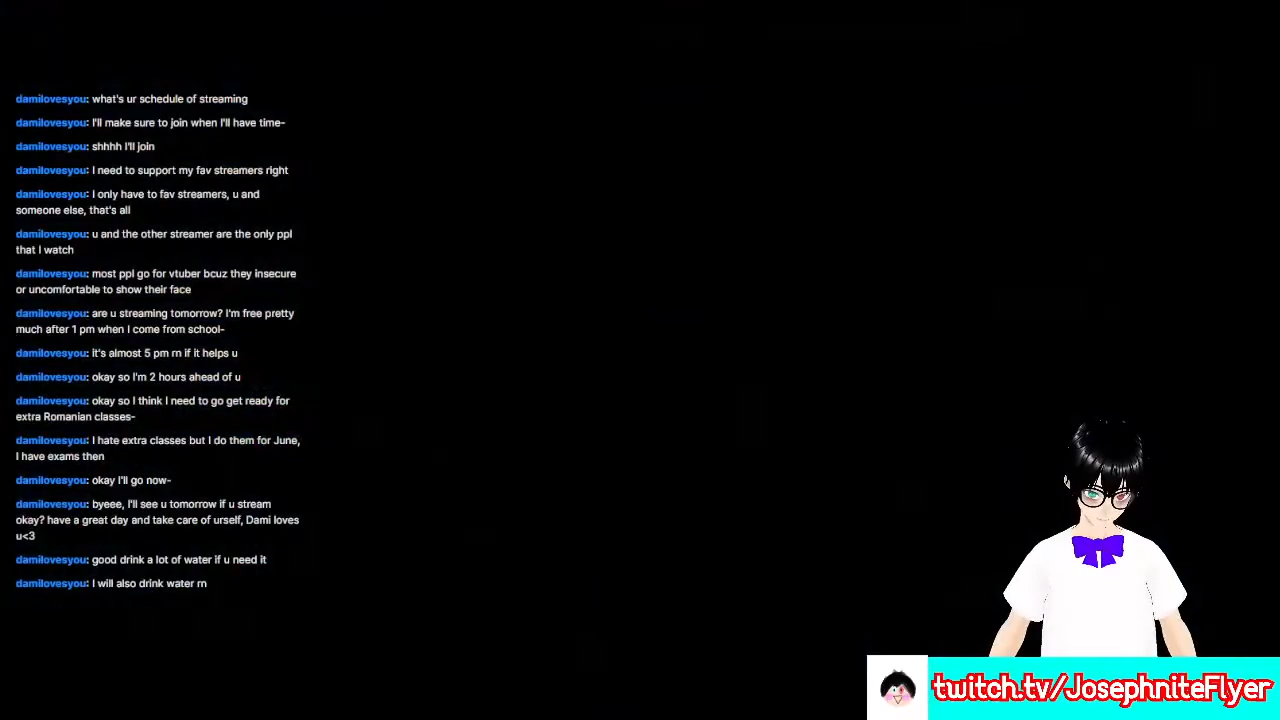 damilovesyou: what's ur schedule of streaming
damilovesyou: I'll make sure to join when I'll have time-
damilovesyou: shhhh I'll join
damilovesyou: I need to support my fav streamers right
damilovesyou: I only have to fav streamers, u and
someone else, that's all
damilovesyou: u and the other streamer are the only ppl
that I watch
damilovesyou: most ppl go for vtuber bcuz they insecure
or uncomfortable to show their face
damilovesyou: are u streaming tomorrow? I'm free pretty
much after 1 pm when I come from school-
damilovesyou: it's almost 5 pm rn if it helps u
damilovesyou: okay so I'm 2 hours ahead of u
damilovesyou: okay so I think I need to go get ready for
extra Romanian classes-
damilovesyou: I hate extra classes but I do them for June,
I have exams then
damilovesyou: okay I'll go now-
damilovesyou: byeee, I'll see u tomorrow if u stream
okay? have a great day and take care of urself, Dami loves
u<3
damilovesyou: good drink a lot of water if u need it
damilovesyou: I will also drink water rn
twitch.tv/JosephniteFlyer